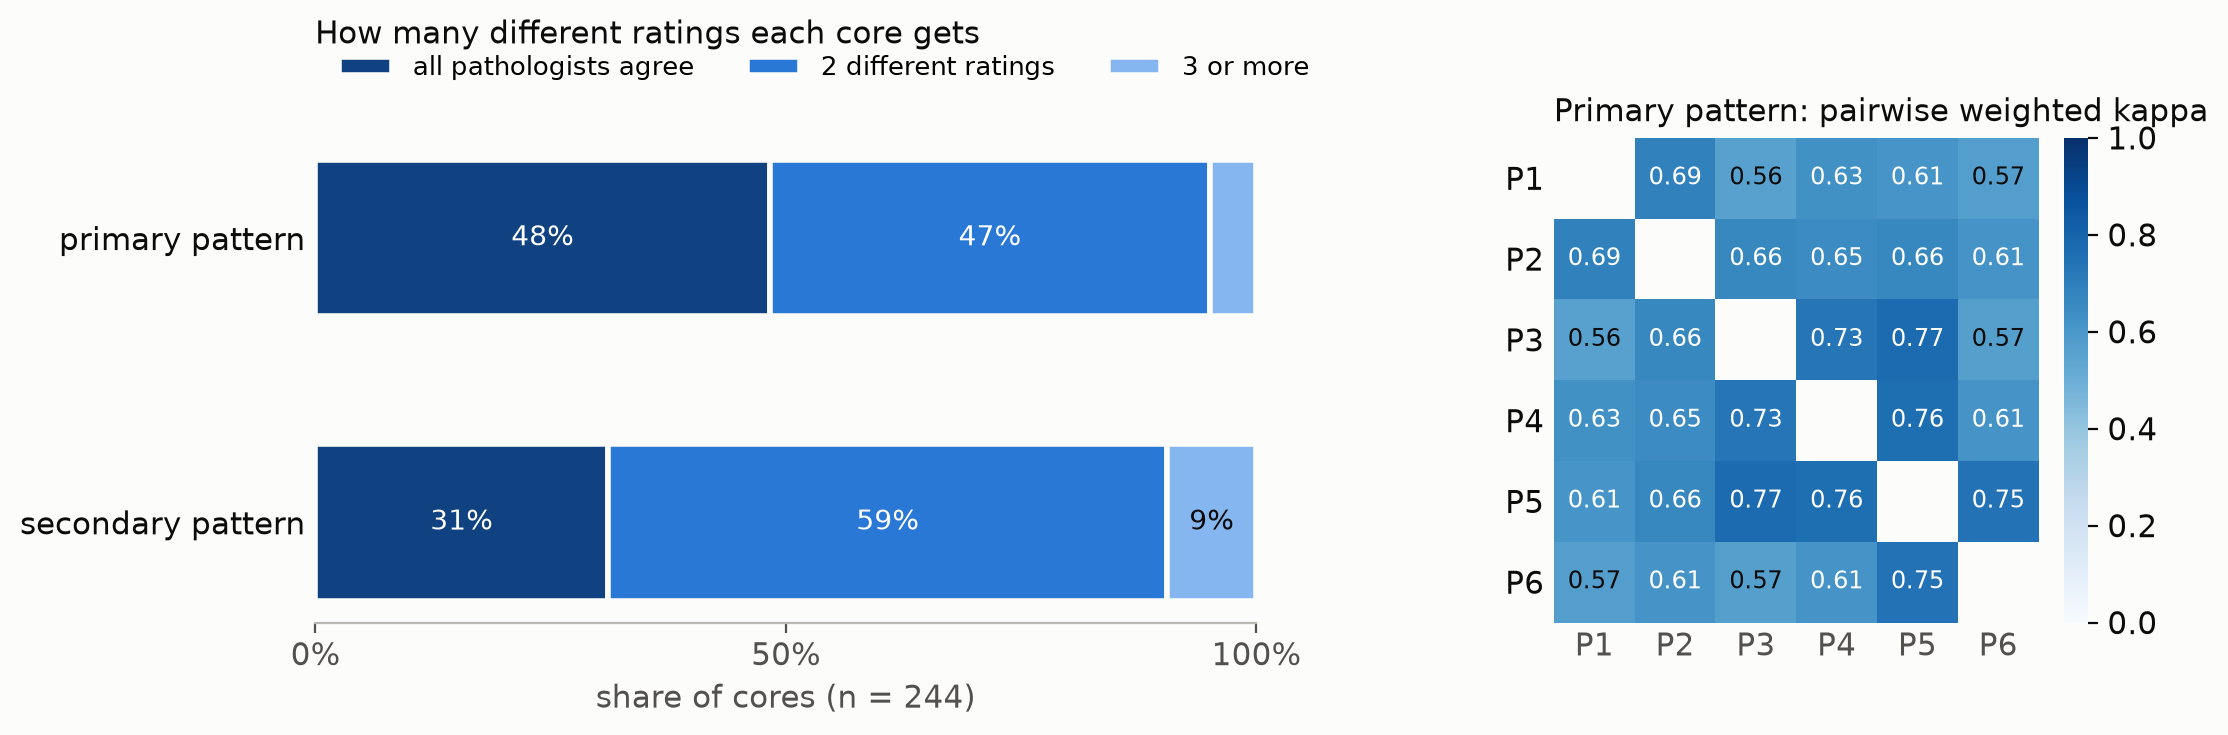 How many different ratings each core gets
all pathologists agree 2 different ratings 3 or more
primary pattern 48% 47%
secondary pattern 31% 59% 9%
0% 50% 100%
share of cores (n = 244)
Primary pattern: pairwise weighted kappa
P1 0.69 0.56 0.63 0.61 0.57
P2 0.69 0.66 0.65 0.66 0.61
P3 0.56 0.66 0.73 0.77 0.57
P4 0.63 0.65 0.73 0.76 0.61
P5 0.61 0.66 0.77 0.76 0.75
P6 0.57 0.61 0.57 0.61 0.75
P1 P2 P3 P4 P5 P6
1.0
0.8
0.6
0.4
0.2
0.0